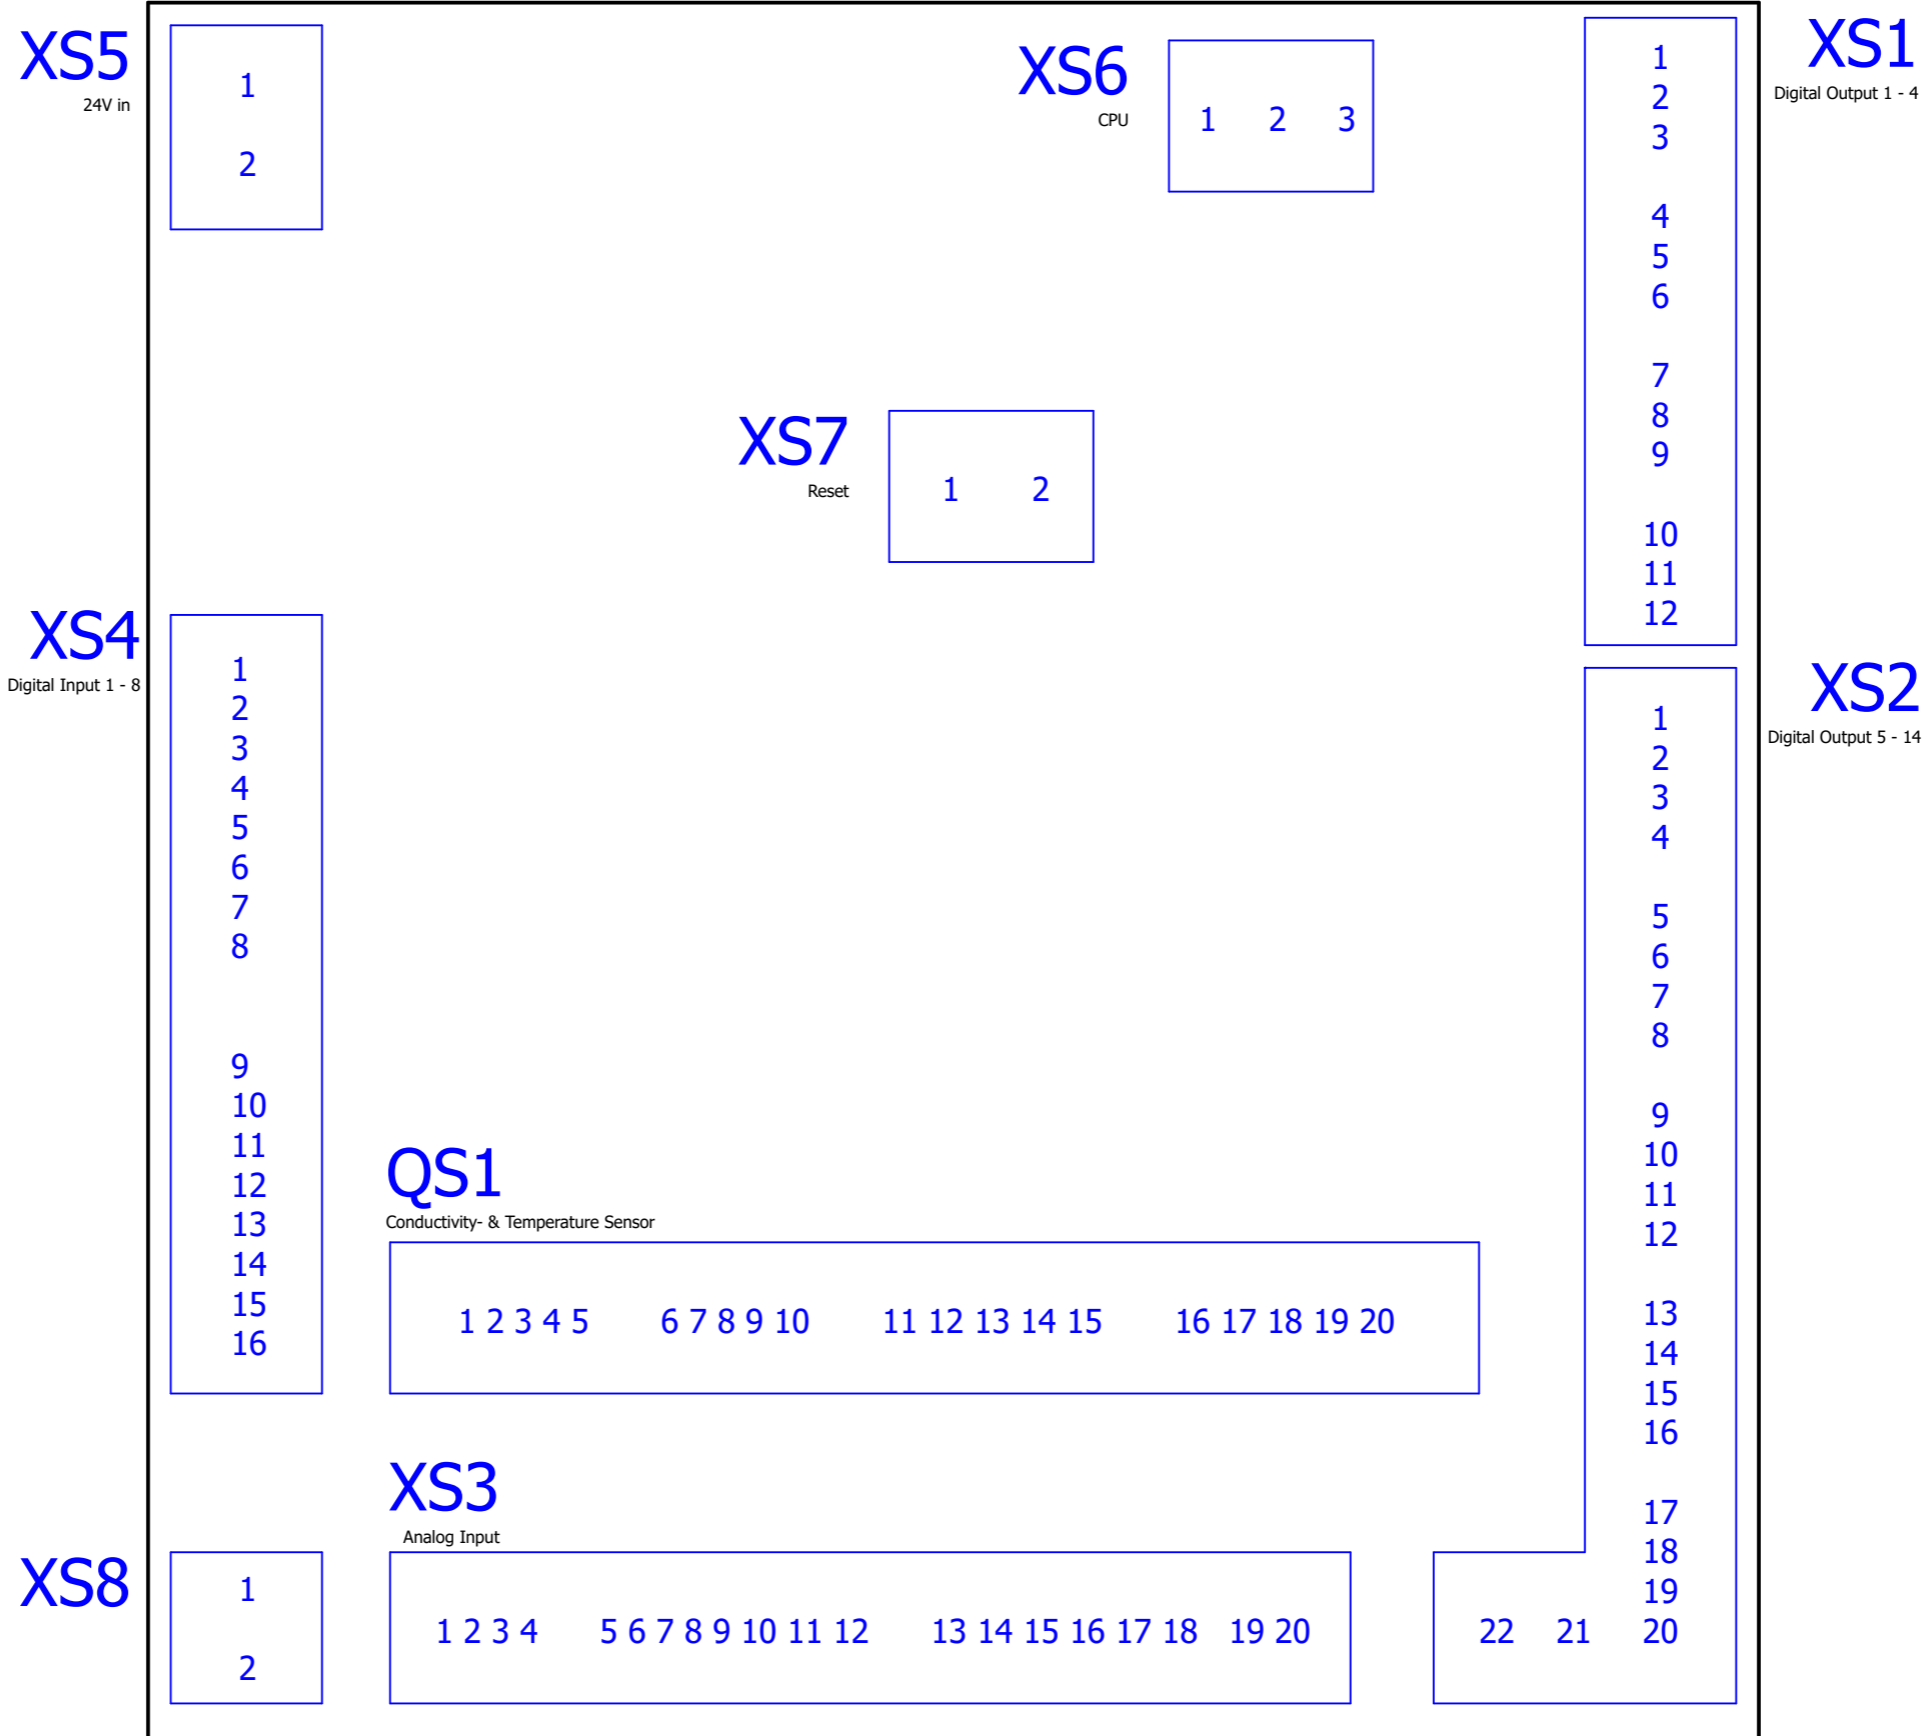 XS5
24V in
1
2
XS6
CPU
1 2 3
XS1
Digital Output 1 - 4
1
2
3
4
5
6
7
8
9
10
11
12
XS7
Reset
1 2
XS4
Digital Input 1 - 8
1
2
3
4
5
6
7
8
9
10
11
12
13
14
15
16
XS2
Digital Output 5 - 14
1
2
3
4
5
6
7
8
9
10
11
12
13
14
15
16
17
18
19
22 21 20
QS1
Conductivity- & Temperature Sensor
1 2 3 4 5 6 7 8 9 10 11 12 13 14 15 16 17 18 19 20
XS3
Analog Input
1 2 3 4 5 6 7 8 9 10 11 12 13 14 15 16 17 18 19 20
XS8
1
2